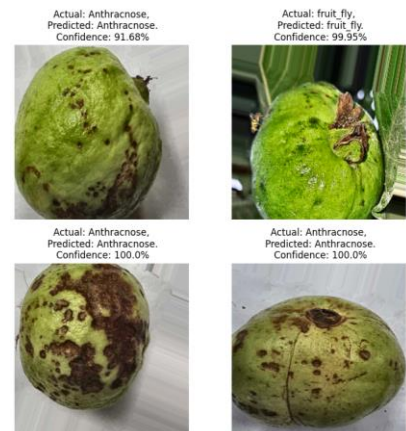 Actual: Anthracnose,
Predicted: Anthracnose.
Confidence: 91.68%
Actual: fruit_fly,
Predicted: fruit_fly.
Confidence: 99.95%
Actual: Anthracnose,
Predicted: Anthracnose.
Confidence: 100.0%
Actual: Anthracnose,
Predicted: Anthracnose.
Confidence: 100.0%